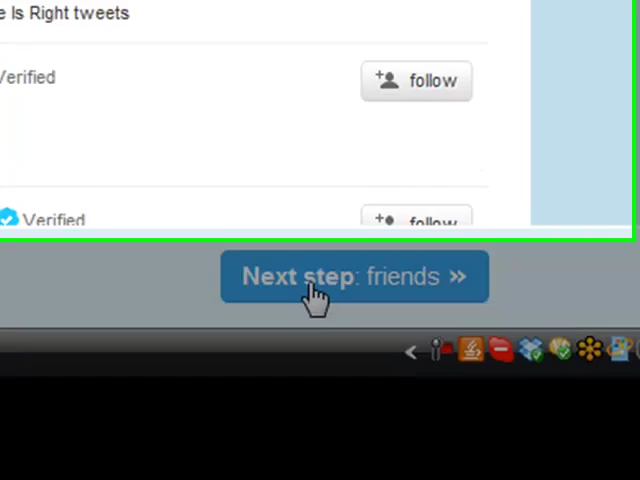 e Is Right tweets
Verified
follow
Verified
follow
Next step: friends »